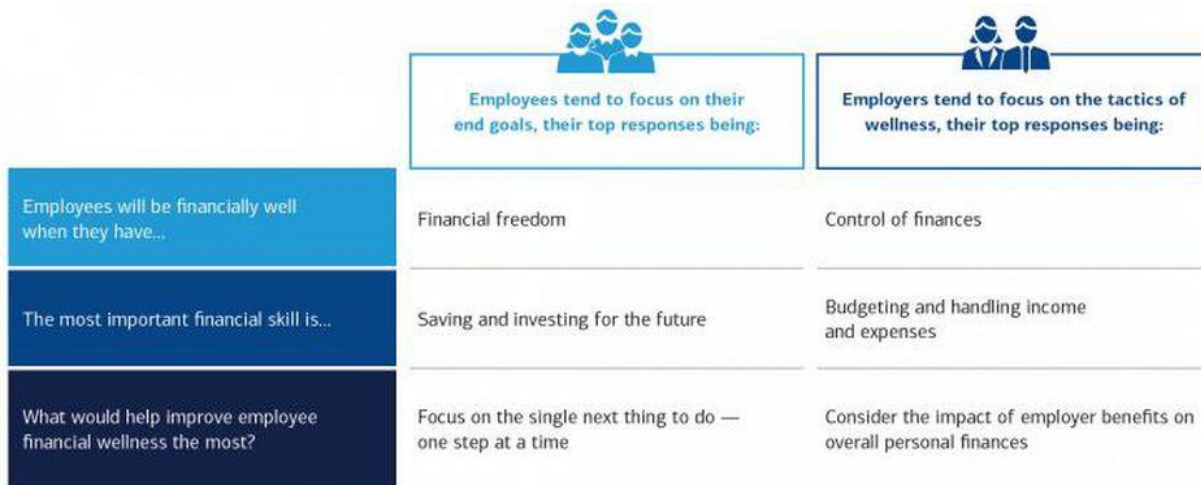 Employees tend to focus on their
end goals, their top responses being:
Employers tend to focus on the tactics of
wellness, their top responses being:
Employees will be financially well
when they have...
Financial freedom
Control of finances
The most important financial skill is...
Saving and investing for the future
Budgeting and handling income
and expenses
What would help improve employee
financial wellness the most?
Focus on the single next thing to do —
one step at a time
Consider the impact of employer benefits on
overall personal finances